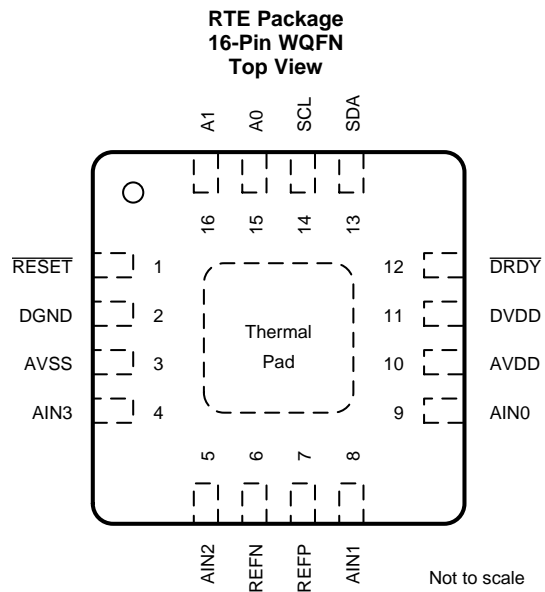 RTE Package
16-Pin WQFN
Top View
A1
A0
SCL
SDA
16
15
14
13
RESET
1
12
DRDY
DGND
2
11
DVDD
AVSS
3
10
AVDD
AIN3
4
9
AIN0
Thermal
Pad
5
6
7
8
AIN2
REFN
REFP
AIN1
Not to scale